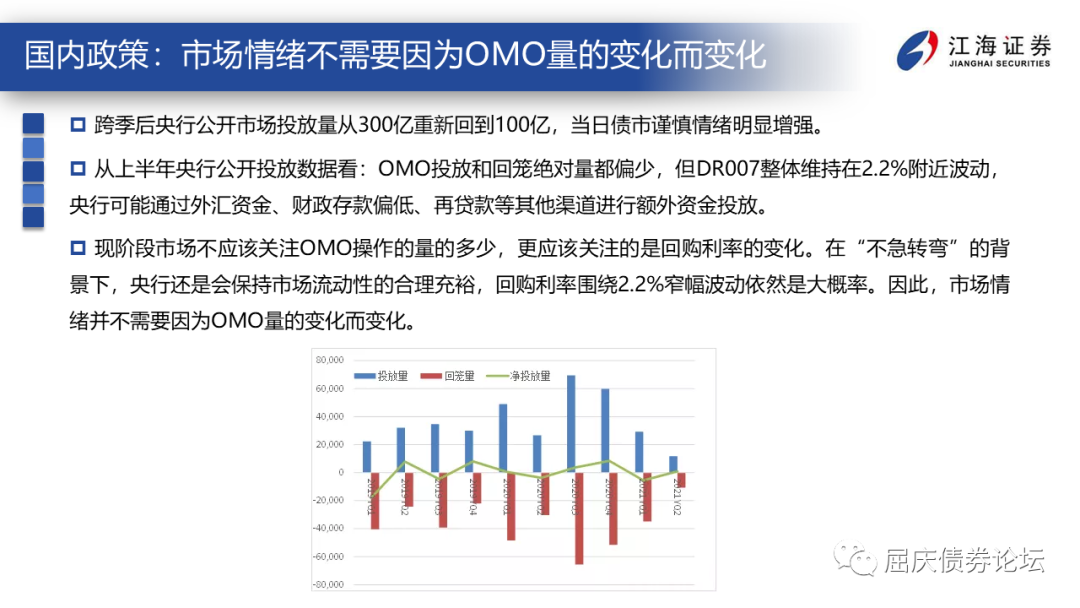 国内政策：市场情绪不需要因为OMO量的变化而变化
江海证券
JIANGHAI SECURITIES
跨季后央行公开市场投放量从300亿重新回到100亿，当日债市谨慎情绪明显增强。
从上半年央行公开投放数据看：OMO投放和回笼绝对量都偏少，但DR007整体维持在2.2%附近波动，
央行可能通过外汇资金、财政存款偏低、再贷款等其他渠道进行额外资金投放。
现阶段市场不应该关注OMO操作的量的多少，更应该关注的是回购利率的变化。在“不急转弯”的背
景下，央行还是会保持市场流动性的合理充裕，回购利率围绕2.2%窄幅波动依然是大概率。因此，市场情
绪并不需要因为OMO量的变化而变化。
80,000
投放量 回笼量 净投放量
60,000
40,000
20,000
0
-20,000
-40,000
-60,000
-80,000
2019YQ1
2019YQ2
2019YQ3
2019YQ4
2020YQ1
2020YQ2
2020YQ3
2020YQ4
2021YQ1
2021YQ2
屈庆债券论坛